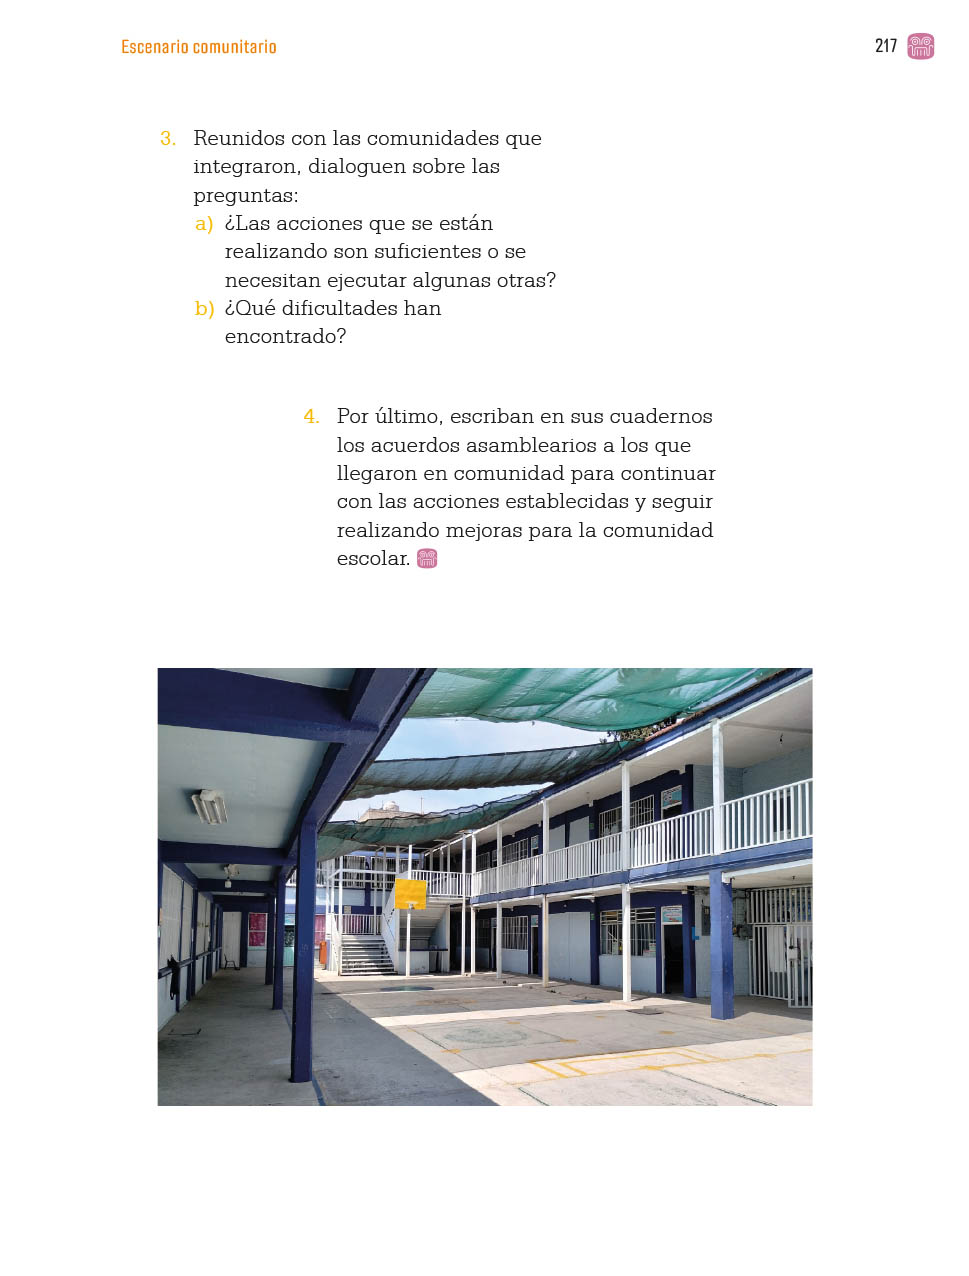 Escenario comunitario
217
3. Reunidos con las comunidades que
integraron, dialoguen sobre las
preguntas:
a) ¿Las acciones que se están
realizando son suficientes o se
necesitan ejecutar algunas otras?
b) ¿Qué dificultades han
encontrado?
4. Por último, escriban en sus cuadernos
los acuerdos asamblearios a los que
llegaron en comunidad para continuar
con las acciones establecidas y seguir
realizando mejoras para la comunidad
escolar.